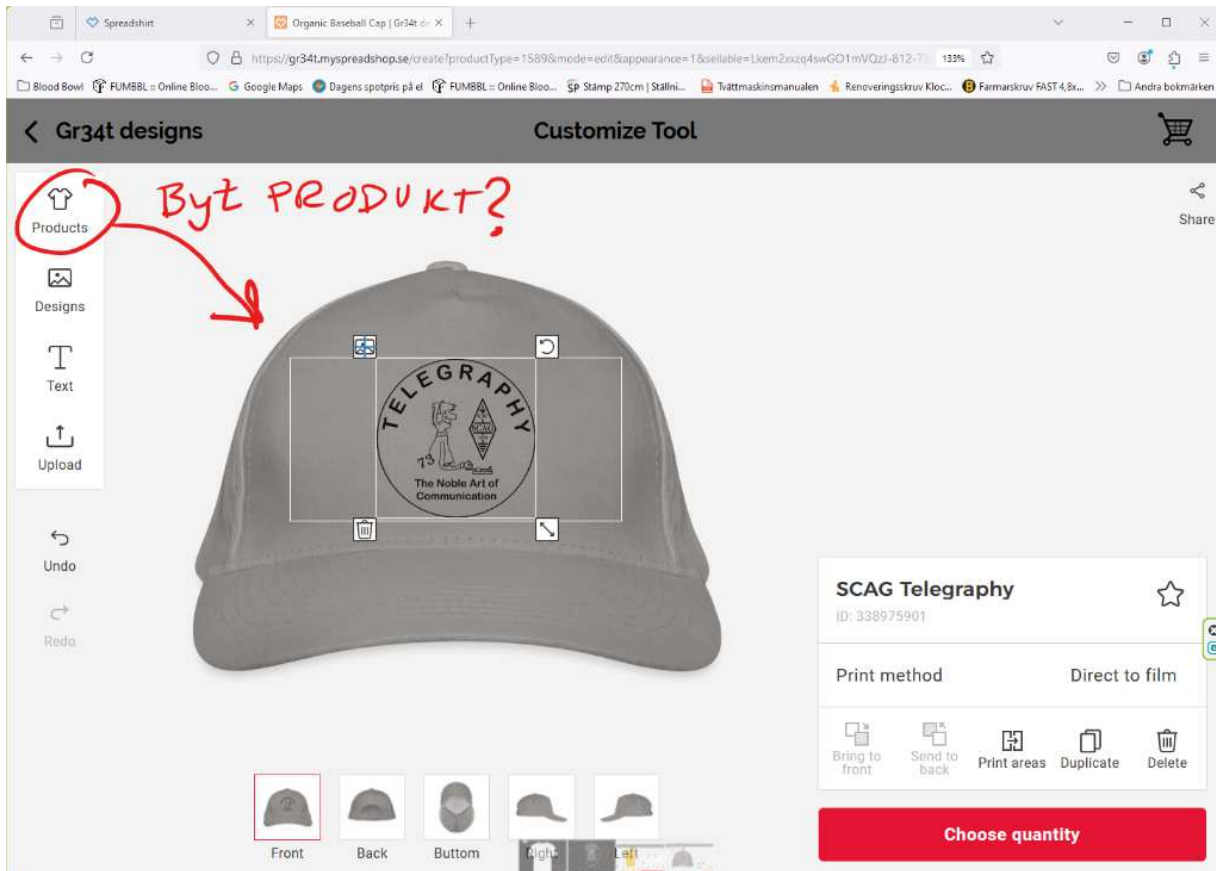 Spreadshirt
Organic Baseball Cap | Gr34t de
https://gr34t.myspreadshop.se/create?productType=1589&mode=edit&appearance=1&sellable=Lkem2xxzq4swGO1mVQzJ-812-7
133%
Blood Bowl
FUMBBL :: Online Bloo...
Google Maps
Dagens spotpris på el
FUMBBL :: Online Bloo...
Stämp 270cm | Ställni...
Tvättmaskinsmanualen
Renoveringsskruv Kloc...
Farmarskruv FAST 4,8x...
Andra bokmärken
Gr34t designs
Customize Tool
Byt PRODUKT?
Products
Share
Designs
Text
Upload
Undo
Redo
TELEGRAPHY
SCAG
73
The Noble Art of
Communication
SCAG Telegraphy
ID: 338975901
Print method
Direct to film
Bring to
front
Send to
back
Print areas
Duplicate
Delete
Choose quantity
Front
Back
Buttom
Right
Left